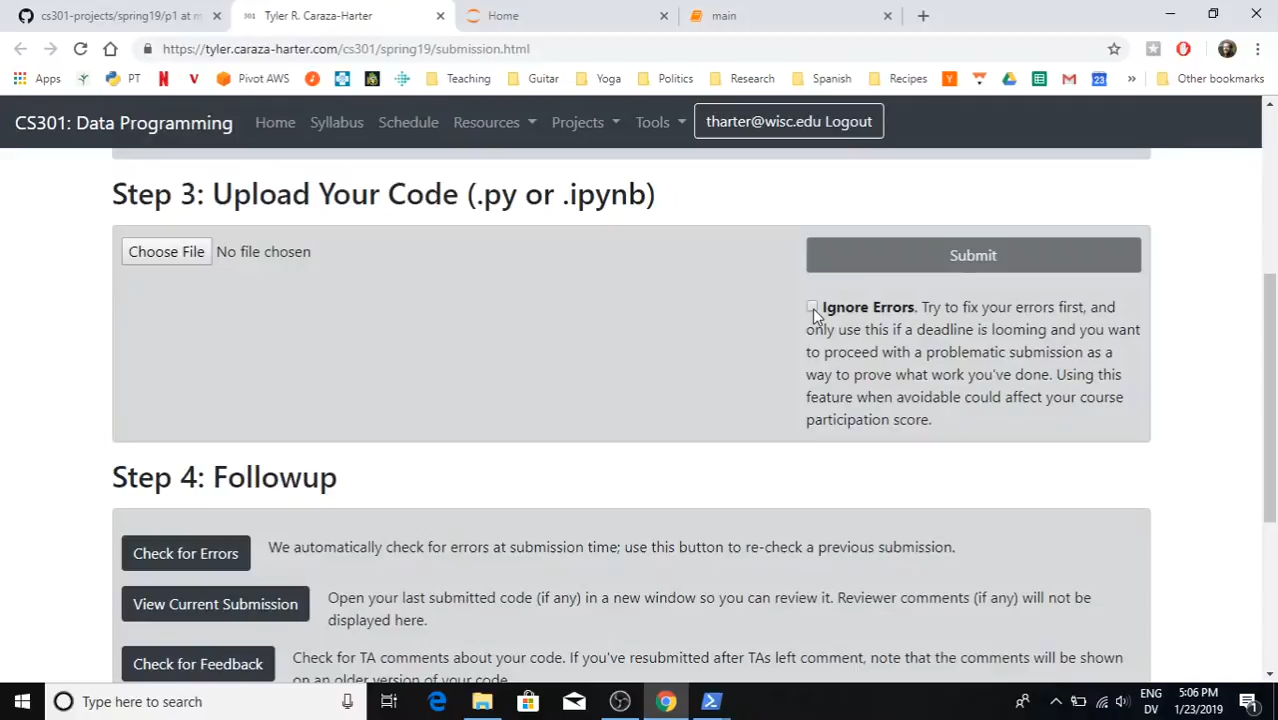 cs301-projects/spring19/p1 at m
Tyler R. Caraza-Harter
Home
main
https://tyler.caraza-harter.com/cs301/spring19/submission.html
Apps PT Pivot AWS Teaching Guitar Yoga Politics Research Spanish Recipes 23 » Other bookmarks
CS301: Data Programming Home Syllabus Schedule Resources Projects Tools tharter@wisc.edu Logout
Step 3: Upload Your Code (.py or .ipynb)
Choose File No file chosen
Submit
Ignore Errors. Try to fix your errors first, and
only use this if a deadline is looming and you want
to proceed with a problematic submission as a
way to prove what work you've done. Using this
feature when avoidable could affect your course
participation score.
Step 4: Followup
Check for Errors We automatically check for errors at submission time; use this button to re-check a previous submission.
View Current Submission Open your last submitted code (if any) in a new window so you can review it. Reviewer comments (if any) will not be
displayed here.
Check for Feedback Check for TA comments about your code. If you've resubmitted after TAs left comment, note that the comments will be shown
on an older version of your code.
Type here to search
ENG
DV
5:06 PM
1/23/2019